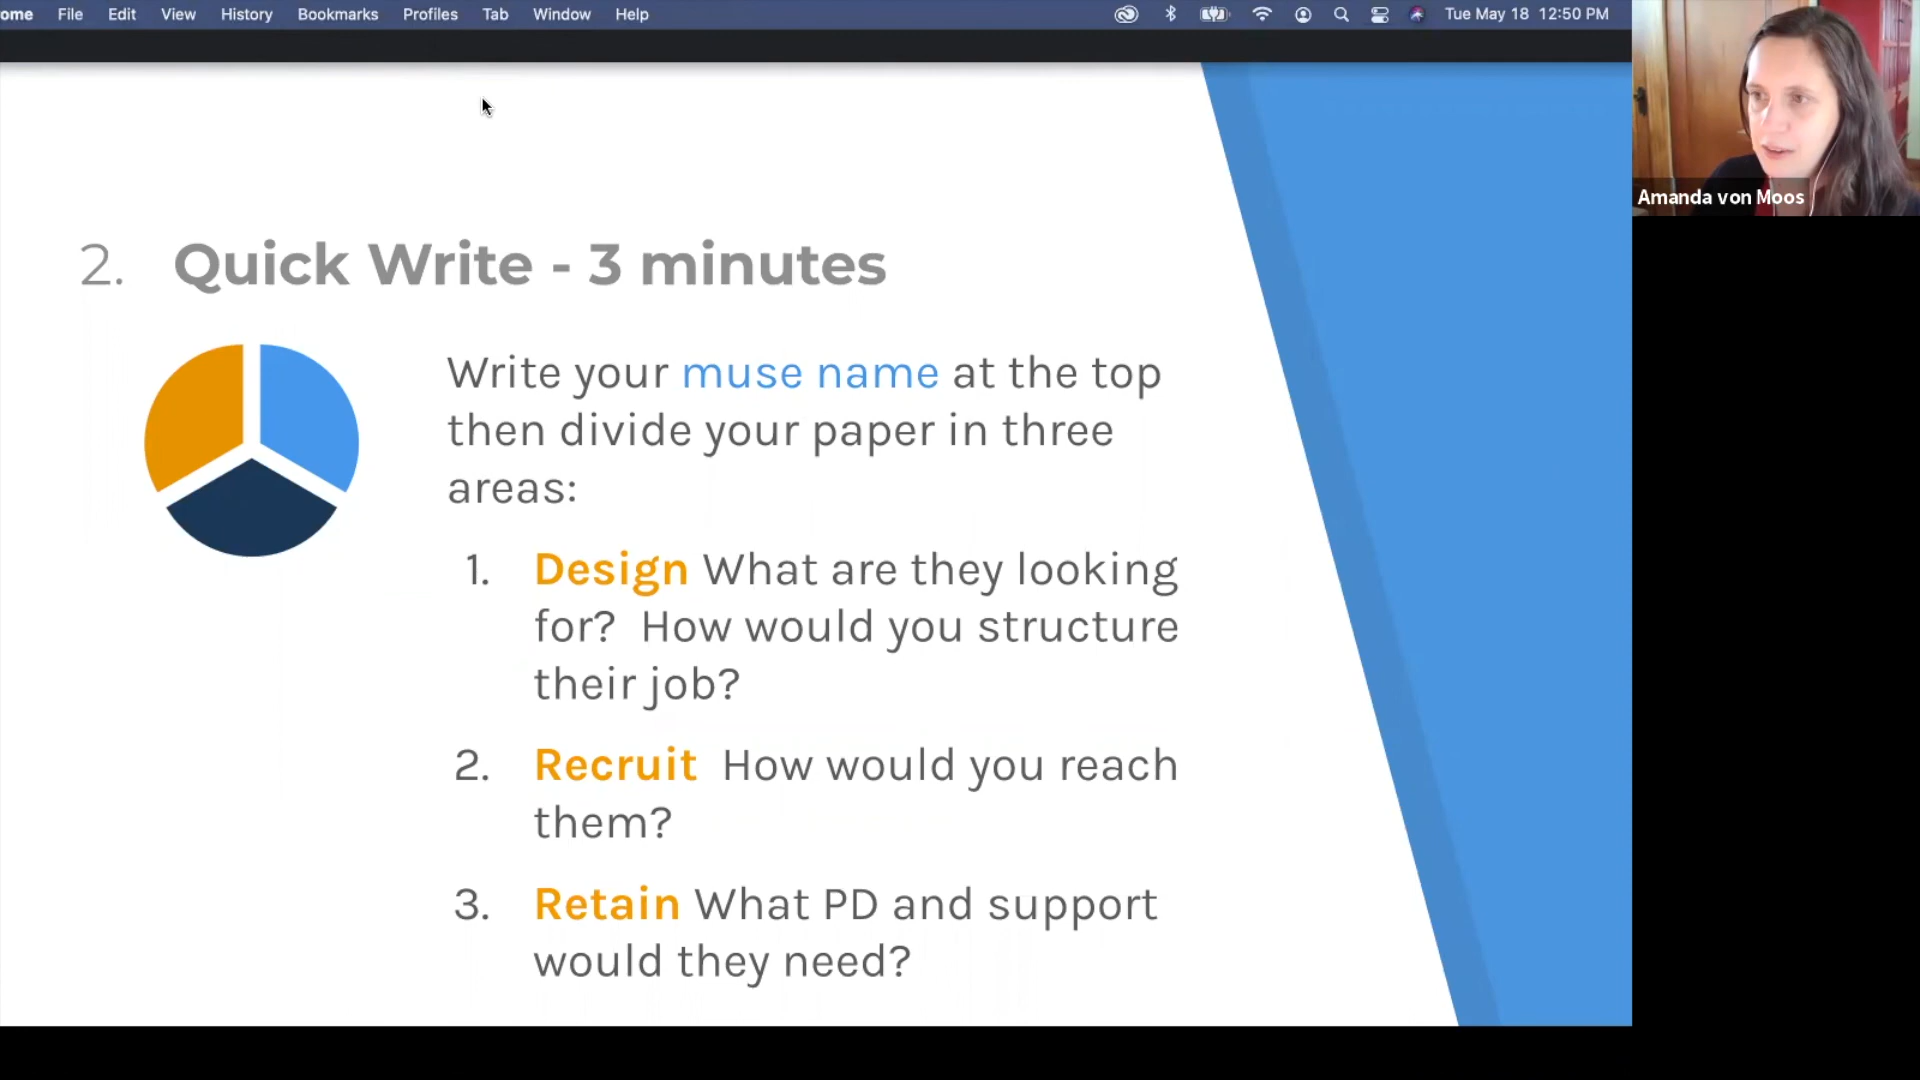 ome File Edit View History Bookmarks Profiles Tab Window Help Tue May 18 12:50 PM
Amanda von Moos
2. Quick Write - 3 minutes
Write your muse name at the top
then divide your paper in three
areas:
1. Design What are they looking
for? How would you structure
their job?
2. Recruit How would you reach
them?
3. Retain What PD and support
would they need?